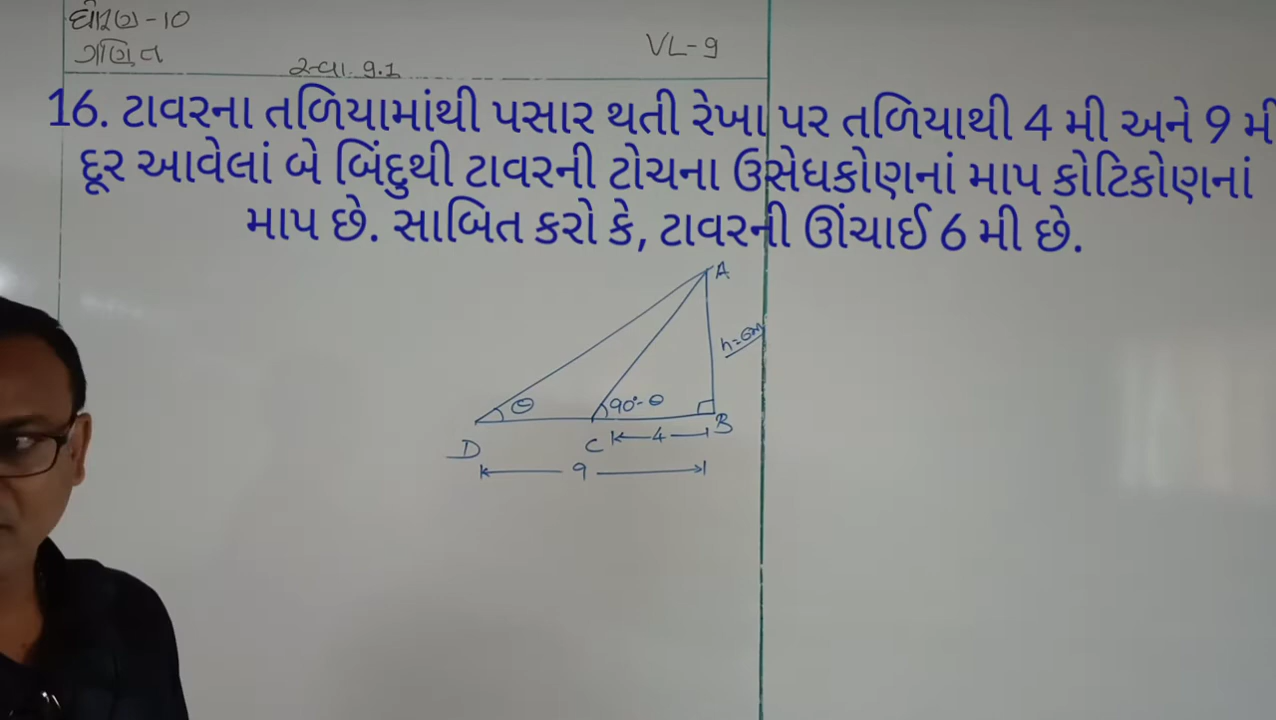 ધોરણ-10
ગણિત
સ્વા. 9.1
VL-9
16. ટાવરના તળિયામાંથી પસાર થતી રેખા પર તળિયાથી 4 મી અને 9 મી
દૂર આવેલાં બે બિંદુથી ટાવરની ટોચના ઉત્સેધકોણનાં માપ કોટિકોણનાં
માપ છે. સાબિત કરો કે, ટાવરની ઊંચાઈ 6 મી છે.
A
h=6m
θ
90°-θ
D
C
B
4
9